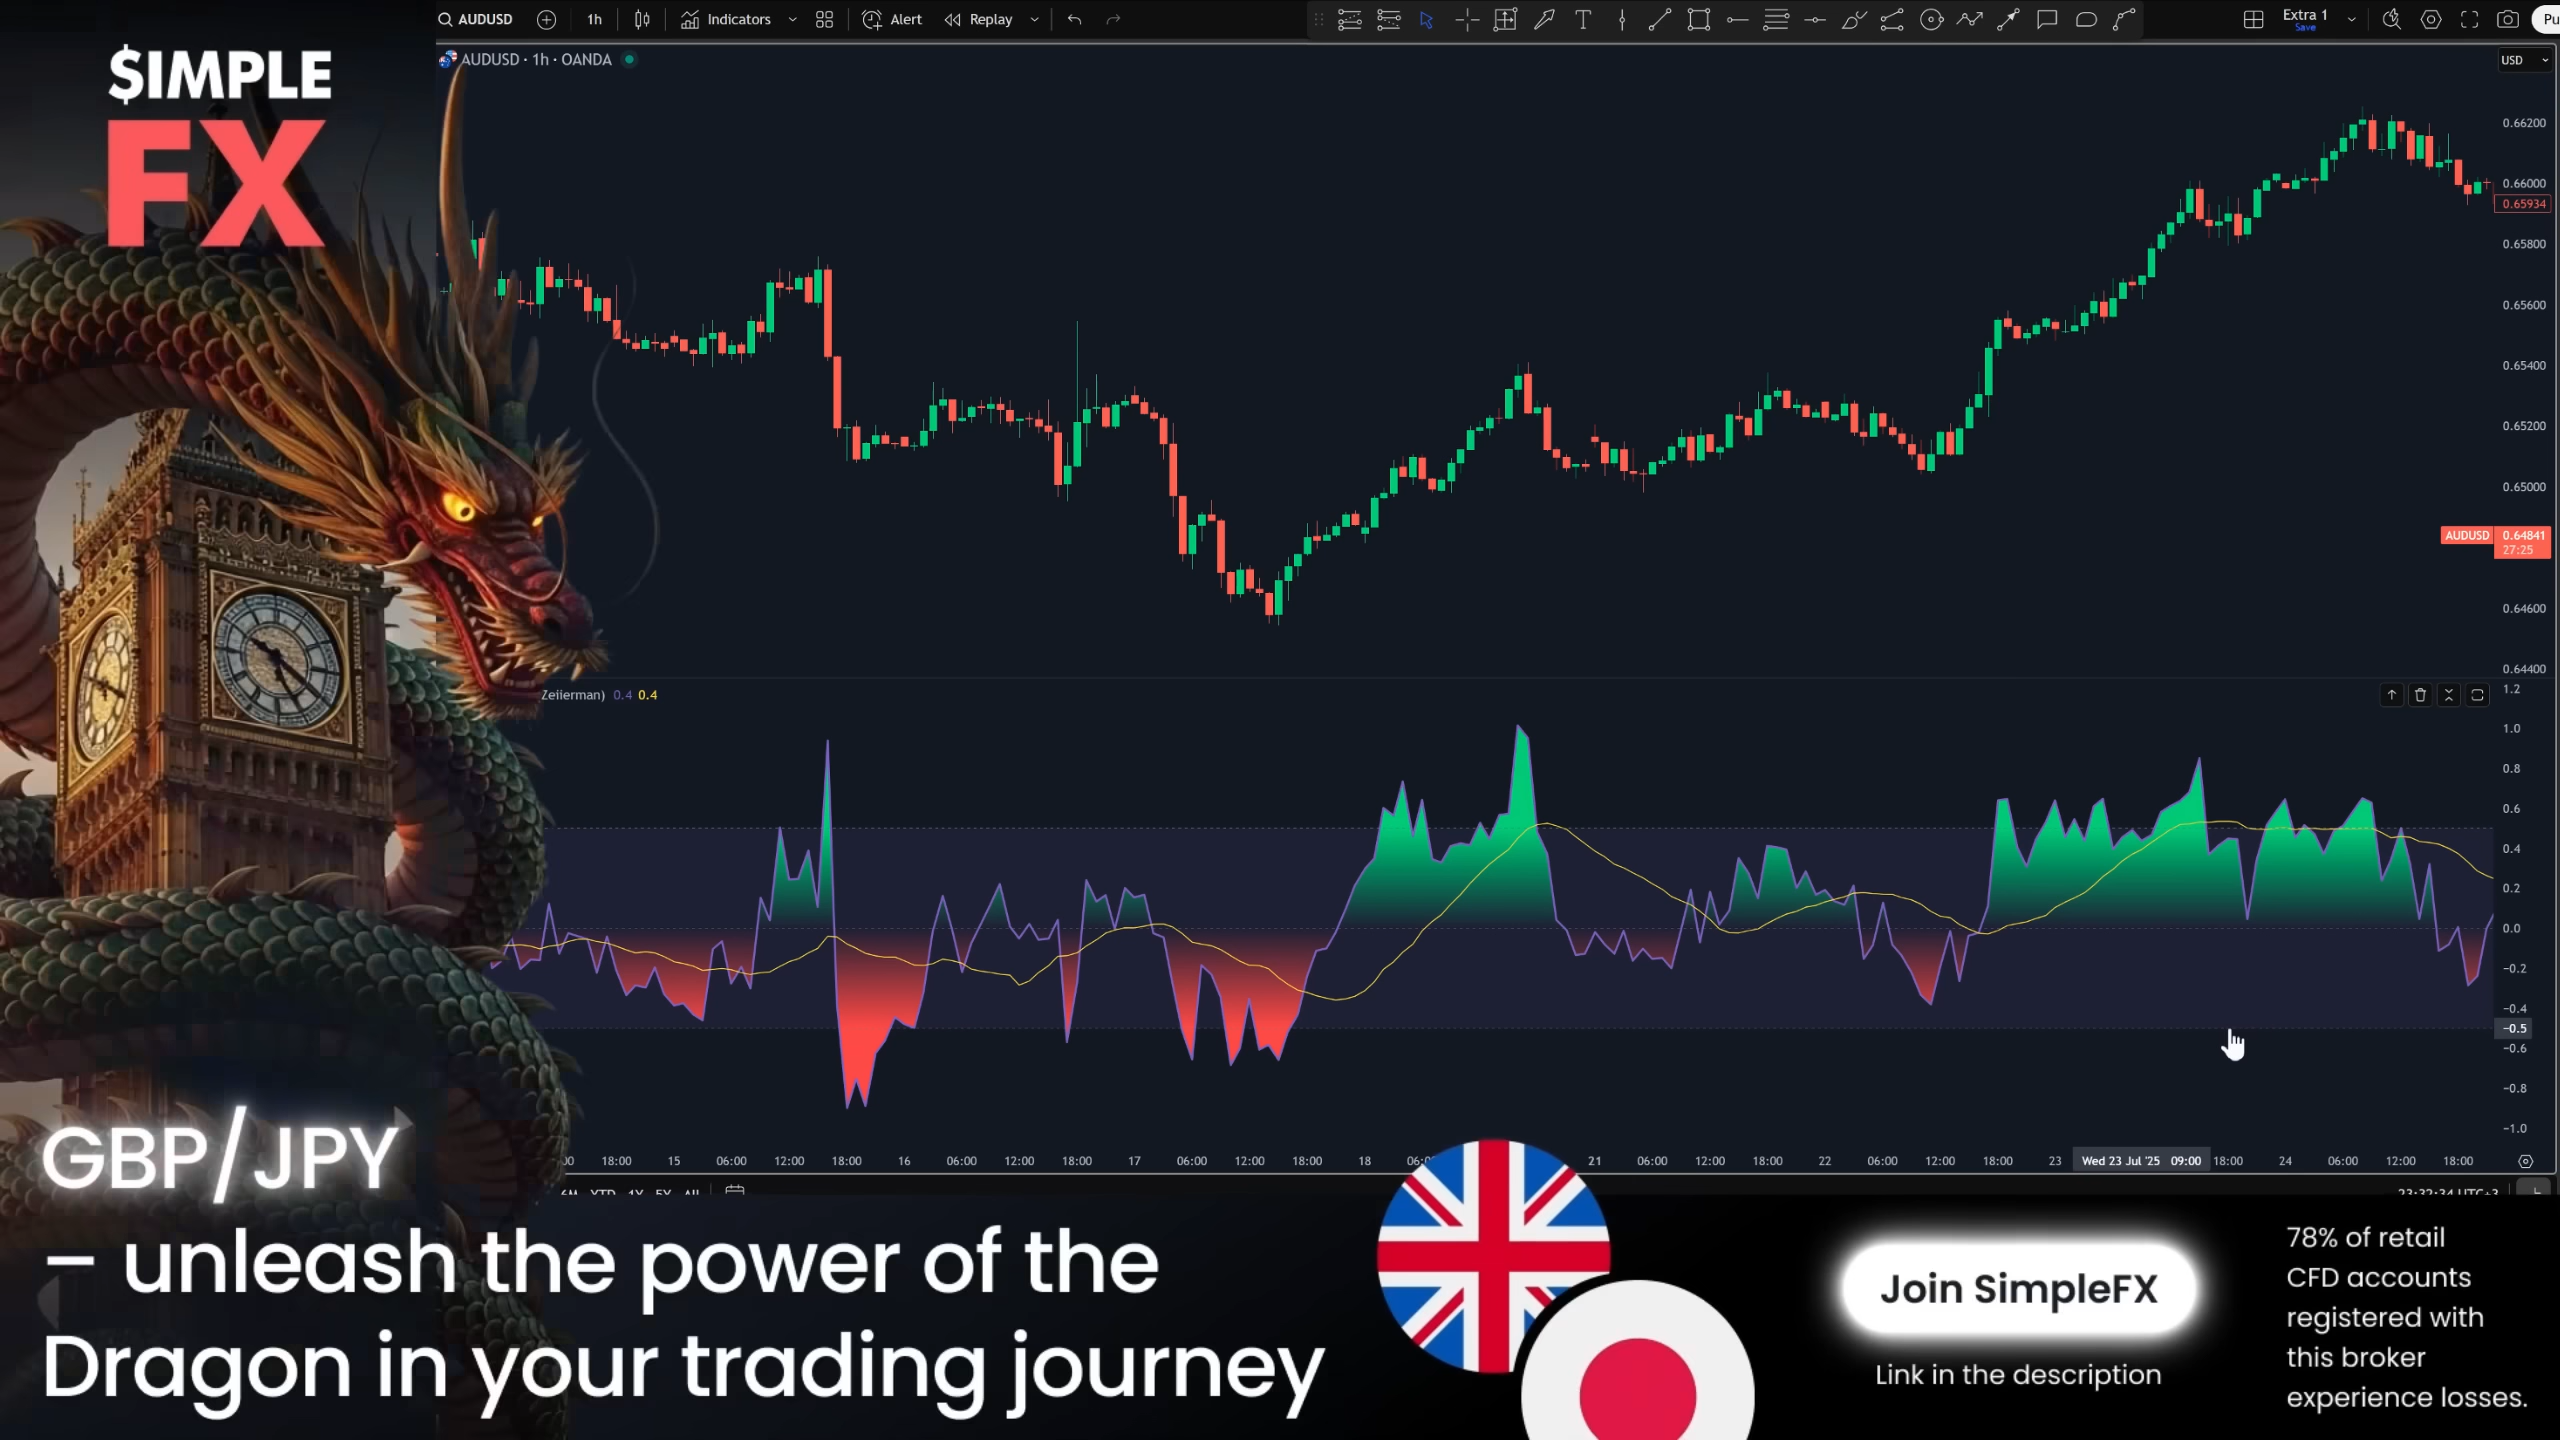 $IMPLE
FX
AUDUSD
1h
Indicators
Alert
Replay
Extra 1
Save
Pu
AUDUSD · 1h · OANDA
USD
0.66200
0.66000
0.65934
0.65800
0.65600
0.65400
0.65200
0.65000
AUDUSD 0.64841
27:25
0.64600
0.64400
Zeiierman) 0.4 0.4
1.2
1.0
0.8
0.6
0.4
0.2
0.0
−0.2
−0.4
−0.5
−0.6
−0.8
−1.0
18:00 15 06:00 12:00 18:00 16 06:00 12:00 18:00 17 06:00 12:00 18:00 18 21 06:00 12:00 18:00 22 06:00 12:00 18:00 23 Wed 23 Jul '25 09:00 18:00 24 06:00 12:00 18:00
GBP/JPY
– unleash the power of the
Dragon in your trading journey
Join SimpleFX
Link in the description
78% of retail
CFD accounts
registered with
this broker
experience losses.